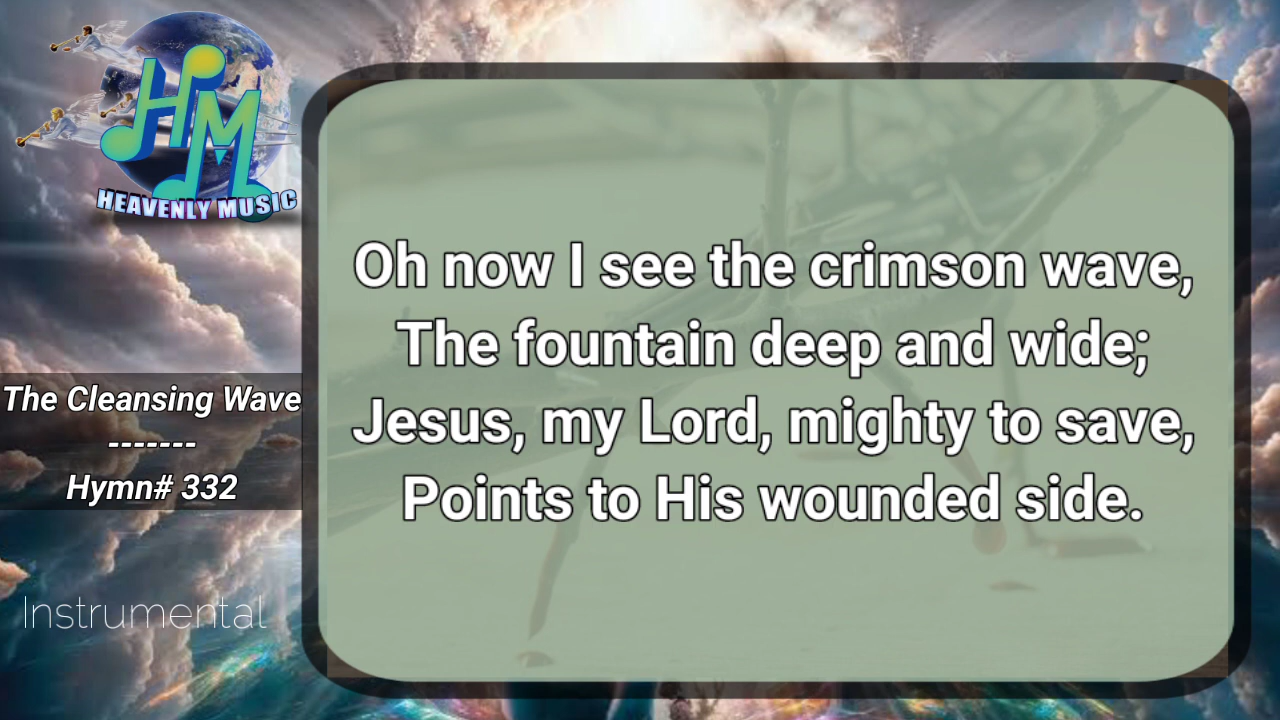 HM
HEAVENLY MUSIC
The Cleansing Wave
-------
Hymn# 332
Instrumental
Oh now I see the crimson wave,
The fountain deep and wide;
Jesus, my Lord, mighty to save,
Points to His wounded side.